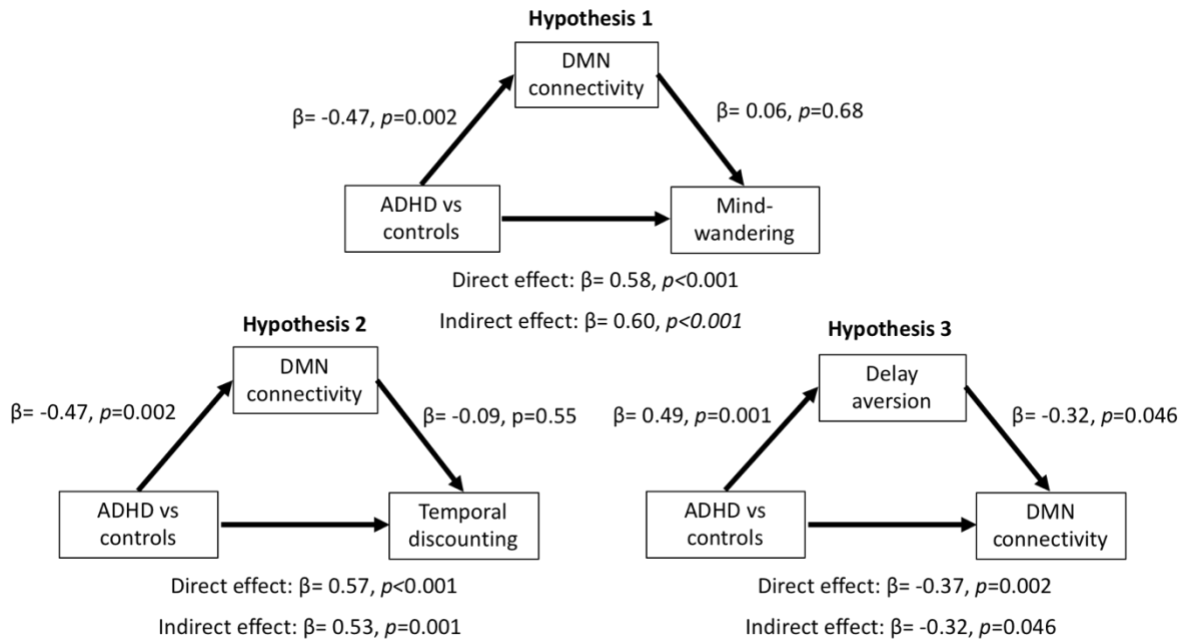 Hypothesis 1
DMN
connectivity
β= -0.47, p=0.002
β= 0.06, p=0.68
ADHD vs
controls
Mind-
wandering
Direct effect: β= 0.58, p<0.001
Indirect effect: β= 0.60, p<0.001
Hypothesis 2
DMN
connectivity
β= -0.47, p=0.002
β= -0.09, p=0.55
ADHD vs
controls
Temporal
discounting
Direct effect: β= 0.57, p<0.001
Indirect effect: β= 0.53, p=0.001
Hypothesis 3
Delay
aversion
β= 0.49, p=0.001
β= -0.32, p=0.046
ADHD vs
controls
DMN
connectivity
Direct effect: β= -0.37, p=0.002
Indirect effect: β= -0.32, p=0.046